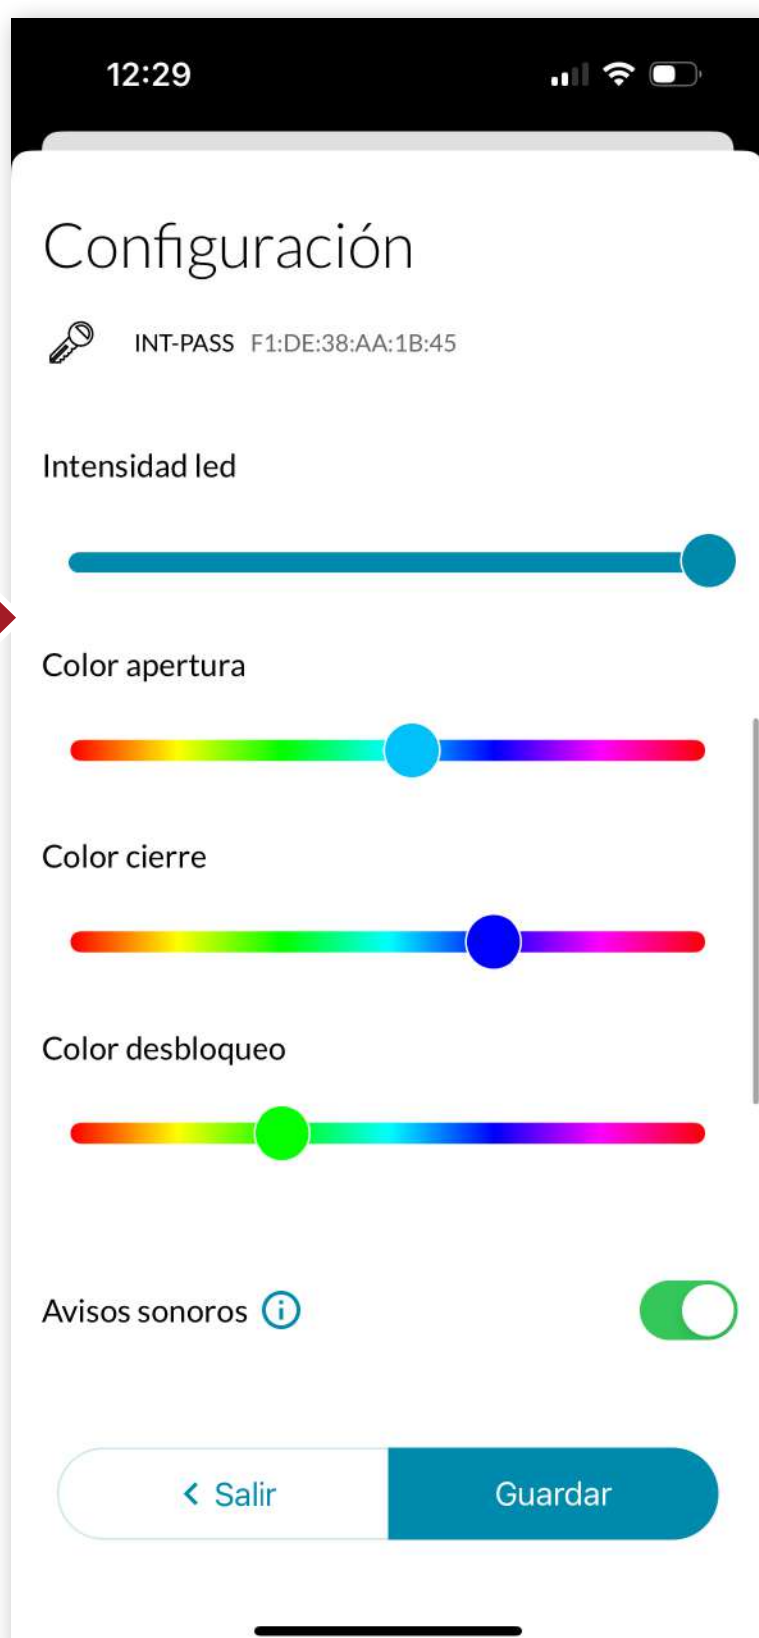 12:29
Configuración
INT-PASS F1:DE:38:AA:1B:45
Intensidad led
Color apertura
Color cierre
Color desbloqueo
Avisos sonoros
Salir
Guardar